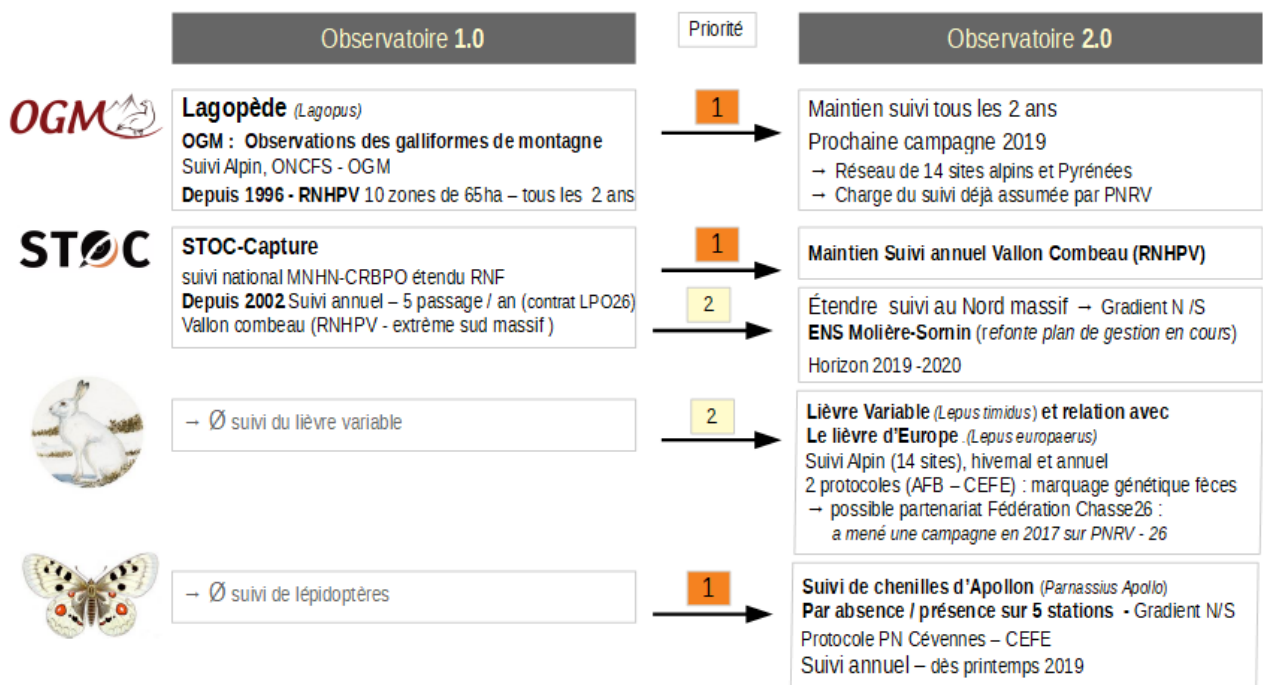 Observatoire 1.0
Priorité
Observatoire 2.0
OGM
Lagopède (Lagopus)
OGM : Observations des galliformes de montagne
Suivi Alpin, ONCFS - OGM
Depuis 1996 - RNHPV 10 zones de 65ha – tous les 2 ans
1
Maintien suivi tous les 2 ans
Prochaine campagne 2019
→ Réseau de 14 sites alpins et Pyrénées
→ Charge du suivi déjà assumée par PNRV
STOC
STOC-Capture
suivi national MNHN-CRBPO étendu RNF
Depuis 2002 Suivi annuel – 5 passage / an (contrat LPO26)
Vallon combeau (RNHPV - extrême sud massif )
1
Maintien Suivi annuel Vallon Combeau (RNHPV)
2
Étendre suivi au Nord massif → Gradient N /S
ENS Molière-Sornin (refonte plan de gestion en cours)
Horizon 2019 -2020
→ Ø suivi du lièvre variable
2
Lièvre Variable (Lepus timidus) et relation avec
Le lièvre d'Europe .(Lepus europaerus)
Suivi Alpin (14 sites), hivernal et annuel
2 protocoles (AFB – CEFE) : marquage génétique fèces
→ possible partenariat Fédération Chasse26 :
a mené une campagne en 2017 sur PNRV - 26
→ Ø suivi de lépidoptères
1
Suivi de chenilles d'Apollon (Parnassius Apollo)
Par absence / présence sur 5 stations - Gradient N/S
Protocole PN Cévennes – CEFE
Suivi annuel – dès printemps 2019